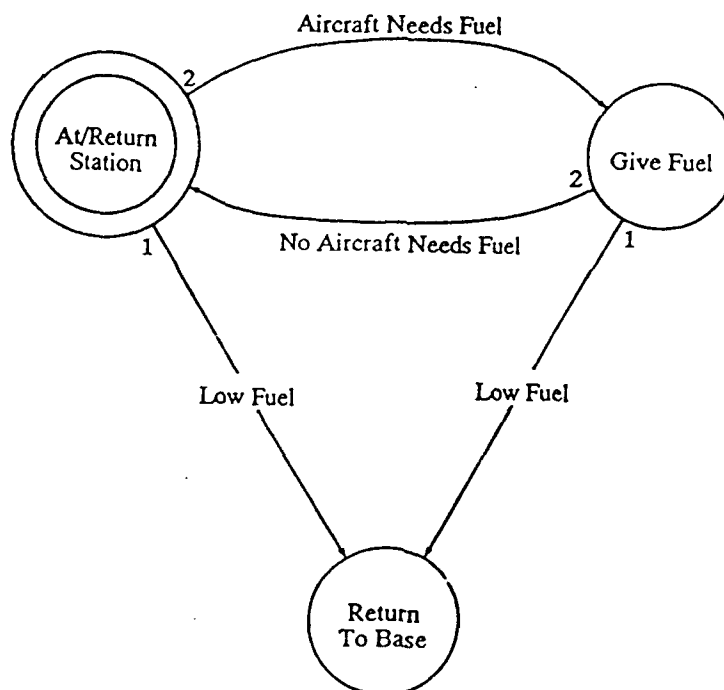 Aircraft Needs Fuel
2
At/Return
Station
Give Fuel
2
1
No Aircraft Needs Fuel
1
Low Fuel
Low Fuel
Return
To Base